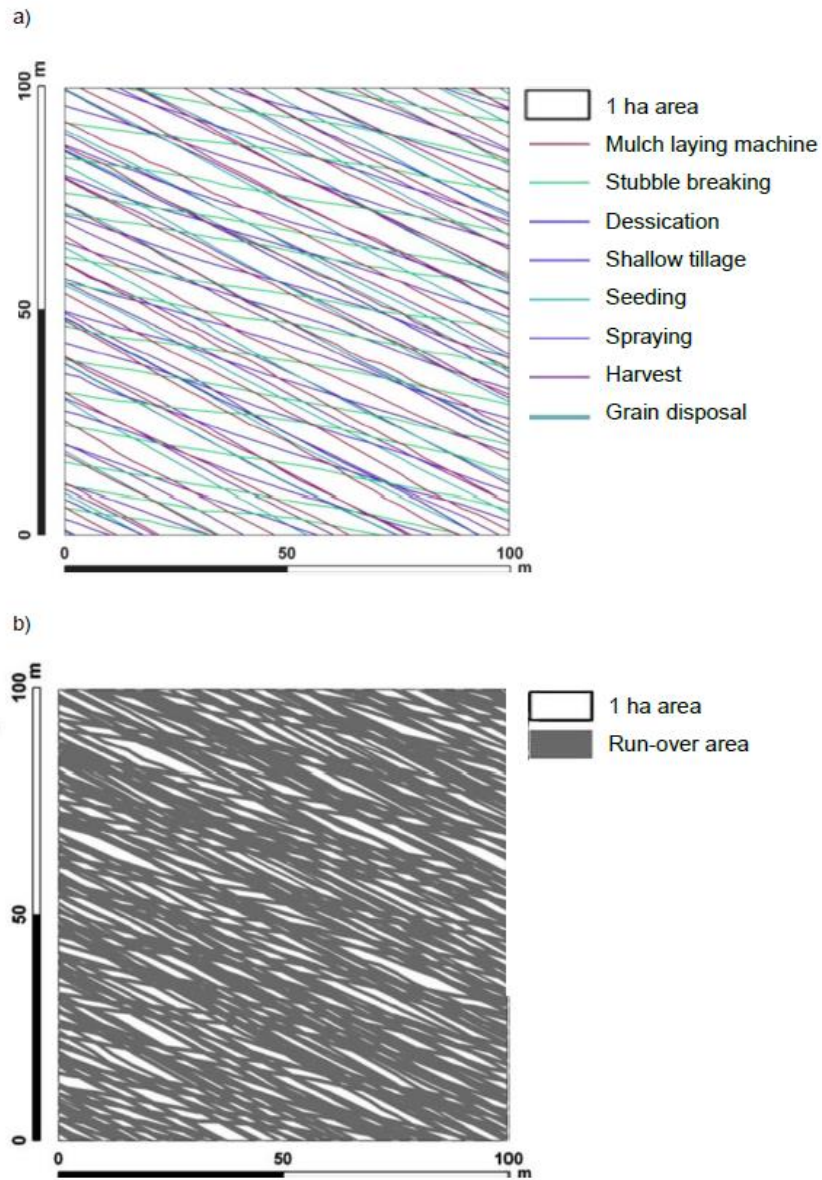 a)
100 m
1 ha area
Mulch laying machine
Stubble breaking
Dessication
Shallow tillage
50
Seeding
Spraying
Harvest
Grain disposal
0
0 50 100
m
b)
100 m
1 ha area
Run-over area
50
0
0 50 100
m